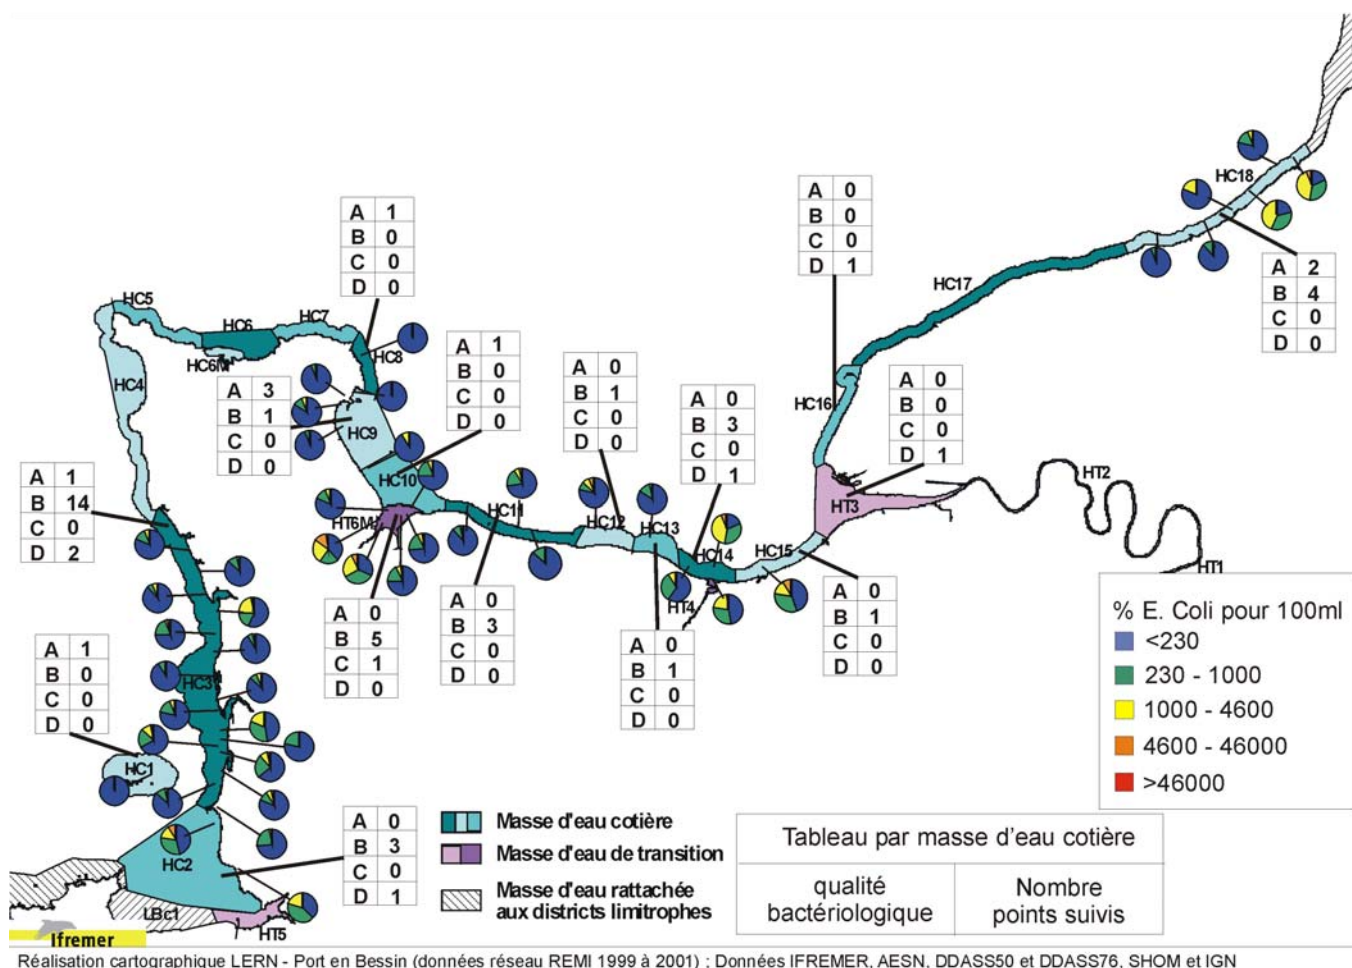 A 0
B 0
C 0
D 1
HC18
A 1
B 0
C 0
D 0
A 2
B 4
C 0
D 0
HC17
HC5
HC6
HC7
HC6M
HC8
A 1
B 0
C 0
D 0
A 0
B 1
C 0
D 0
A 0
B 0
C 0
D 1
HC4
A 3
B 1
C 0
D 0
HC9
A 0
B 3
C 0
D 1
HC16
HT2
A 1
B 14
C 0
D 2
HC10
HC11
HT3
HT6M
HC12
HC13
HC14
HC15
HT1
HT4
A 0
B 5
C 1
D 0
A 0
B 3
C 0
D 0
A 0
B 1
C 0
D 0
A 0
B 1
C 0
D 0
% E. Coli pour 100ml
<230
230 - 1000
1000 - 4600
4600 - 46000
>46000
A 1
B 0
C 0
D 0
HC3
HC1
HC2
A 0
B 3
C 0
D 1
LBc1
HT5
Masse d'eau cotière
Masse d'eau de transition
Masse d'eau rattachée
aux districts limitrophes
Tableau par masse d'eau cotière
qualité
bactériologique
Nombre
points suivis
Ifremer
Réalisation cartographique LERN - Port en Bessin (données réseau REMI 1999 à 2001) ; Données IFREMER, AESN, DDASS50 et DDASS76, SHOM et IGN